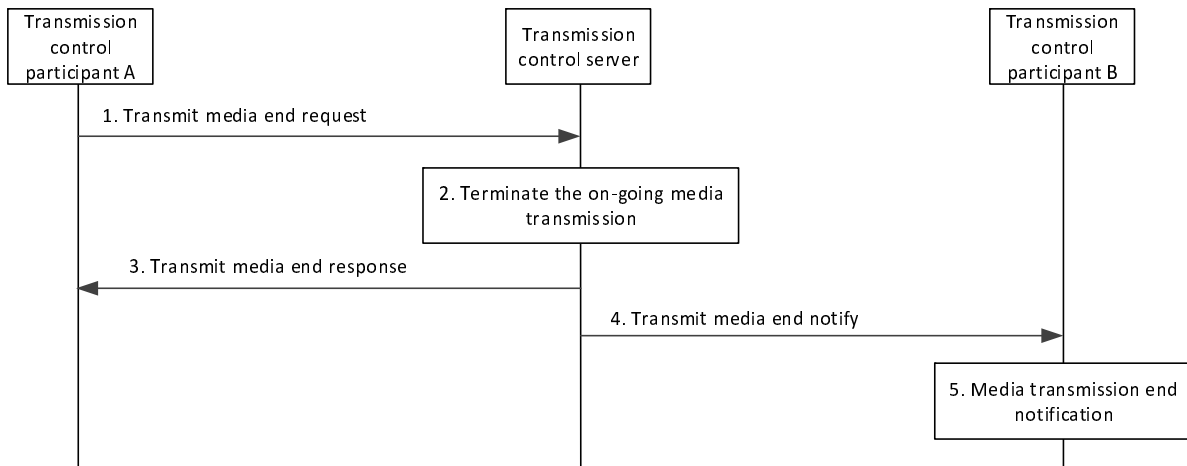 Transmission
control
participant A
Transmission
control server
Transmission
control
participant B
1. Transmit media end request
2. Terminate the on-going media
transmission
3. Transmit media end response
4. Transmit media end notify
5. Media transmission end
notification